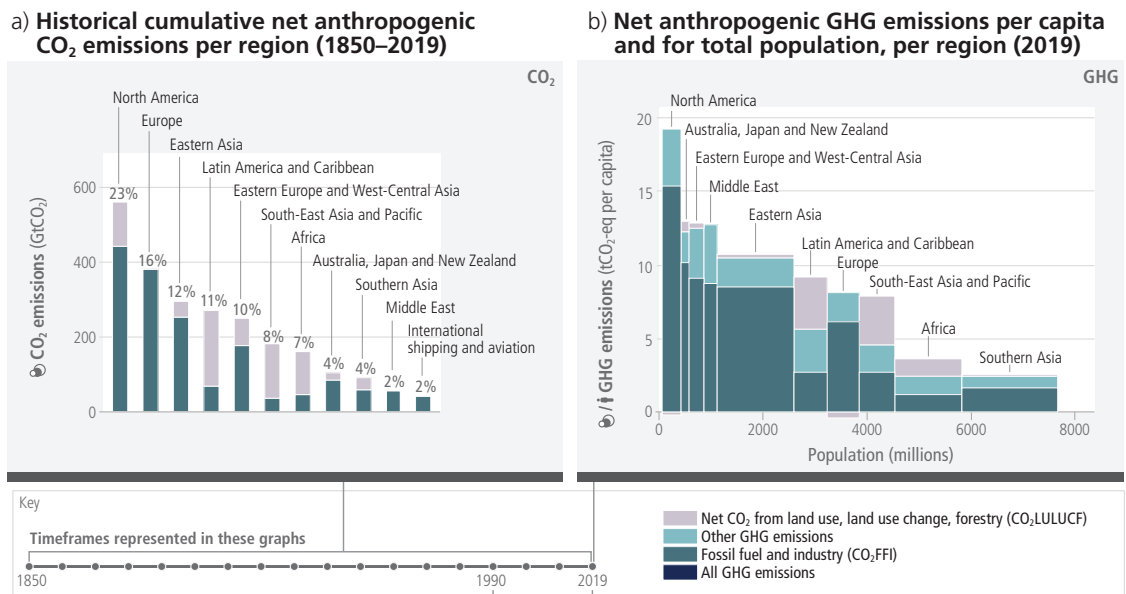 a) Historical cumulative net anthropogenic
CO₂ emissions per region (1850–2019)
CO₂
North America
Europe
Eastern Asia
Latin America and Caribbean
Eastern Europe and West-Central Asia
South-East Asia and Pacific
Africa
Australia, Japan and New Zealand
Southern Asia
Middle East
International
shipping and aviation
23%
16%
12%
11%
10%
8%
7%
4%
4%
2%
2%
600
400
200
0
CO₂ emissions (GtCO₂)
b) Net anthropogenic GHG emissions per capita
and for total population, per region (2019)
GHG
North America
Australia, Japan and New Zealand
Eastern Europe and West-Central Asia
Middle East
Eastern Asia
Latin America and Caribbean
Europe
South-East Asia and Pacific
Africa
Southern Asia
20
15
10
5
0
/ GHG emissions (tCO₂-eq per capita)
0 2000 4000 6000 8000
Population (millions)
Key
Timeframes represented in these graphs
1850 1990 2019
Net CO₂ from land use, land use change, forestry (CO₂LULUCF)
Other GHG emissions
Fossil fuel and industry (CO₂FFI)
All GHG emissions